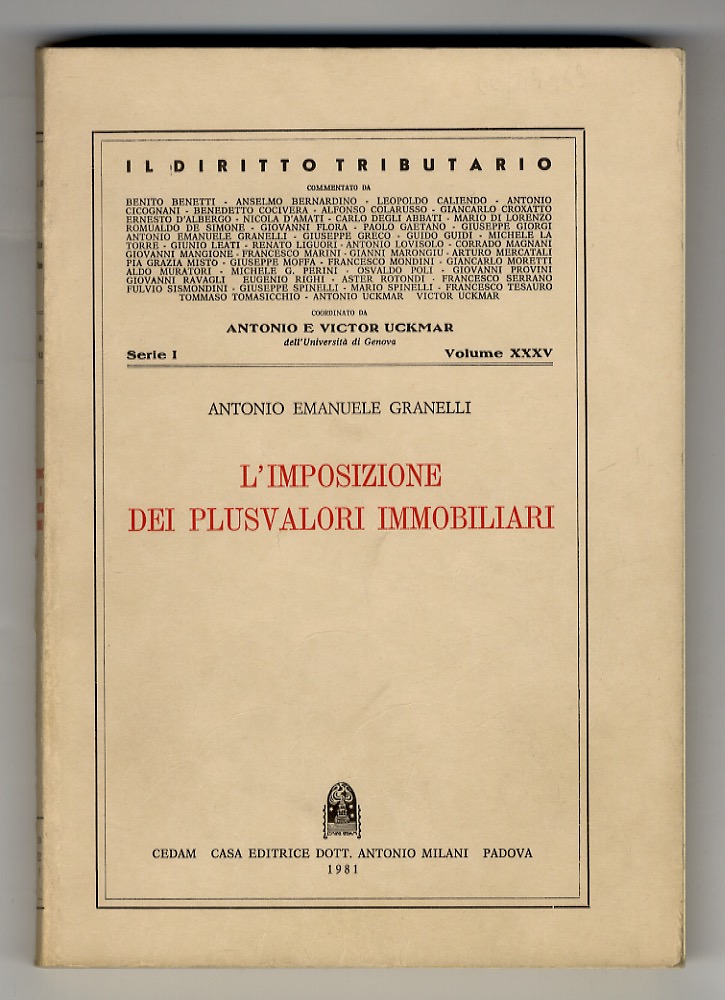 IL DIRITTO TRIBUTARIO
COMMENTATO DA
BENITO BENETTI - ANSELMO BERNARDINO - LEOPOLDO CALIENDO - ANTONIO
CICOGNANI - BENEDETTO COCIVERA - ALFONSO COLARUSSO - GIANCARLO CROXATTO
ERNESTO D'ALBERGO - NICOLA D'AMATI - CARLO DEGLI ABBATI - MARIO DI LORENZO
ROMUALDO DE SIMONE - GIOVANNI FLORA - PAOLO GAETANO - GIUSEPPE GIORGI
ANTONIO EMANUELE GRANELLI - GIUSEPPE GRECO - GUIDO GUIDI - MICHELE LA
TORRE - GIUNIO LEATI - RENATO LIGUORI - ANTONIO LOVISOLO - CORRADO MAGNANI
GIOVANNI MANGIONE - FRANCESCO MARINI - GIANNI MARONGIU - ARTURO MERCATALI
PIA GRAZIA MISTO - GIUSEPPE MOFFA - FRANCESCO MONDINI - GIANCARLO MORETTI
ALDO MURATORI - MICHELE G. PERINI - OSVALDO POLI - GIOVANNI PROVINI
GIOVANNI RAVAGLI EUGENIO RIGHI - ASTER ROTONDI - FRANCESCO SERRANO
FULVIO SISMONDINI - GIUSEPPE SPINELLI - MARIO SPINELLI - FRANCESCO TESAURO
TOMMASO TOMASICCHIO - ANTONIO UCKMAR VICTOR UCKMAR
COORDINATO DA
ANTONIO E VICTOR UCKMAR
dell'Università di Genova
Serie I Volume XXXV
ANTONIO EMANUELE GRANELLI
L'IMPOSIZIONE
DEI PLUSVALORI IMMOBILIARI
CEDAM CASA EDITRICE DOTT. ANTONIO MILANI PADOVA
1981